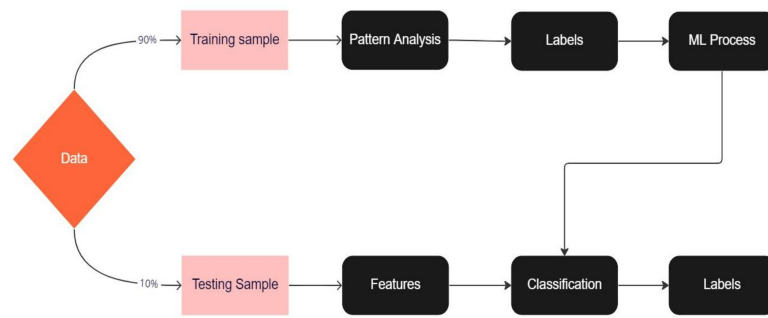 90%
Training sample
Pattern Analysis
Labels
ML Process
Data
10%
Testing Sample
Features
Classification
Labels